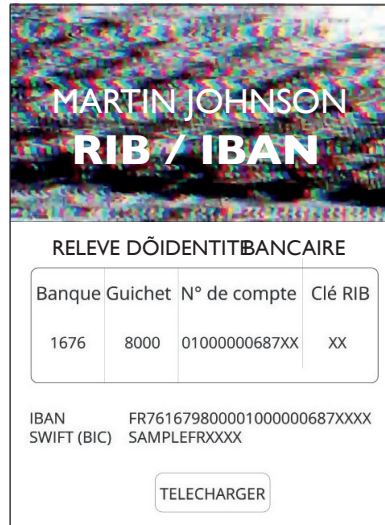 MARTIN JOHNSON
RIB / IBAN
RELEVE DÕIDENTITEBANCAIRE
Banque Guichet N° de compte Clé RIB
1676 8000 01000000687XX XX
IBAN FR7616798000001000000687XXXX
SWIFT (BIC) SAMPLEFRXXXX
TELECHARGER